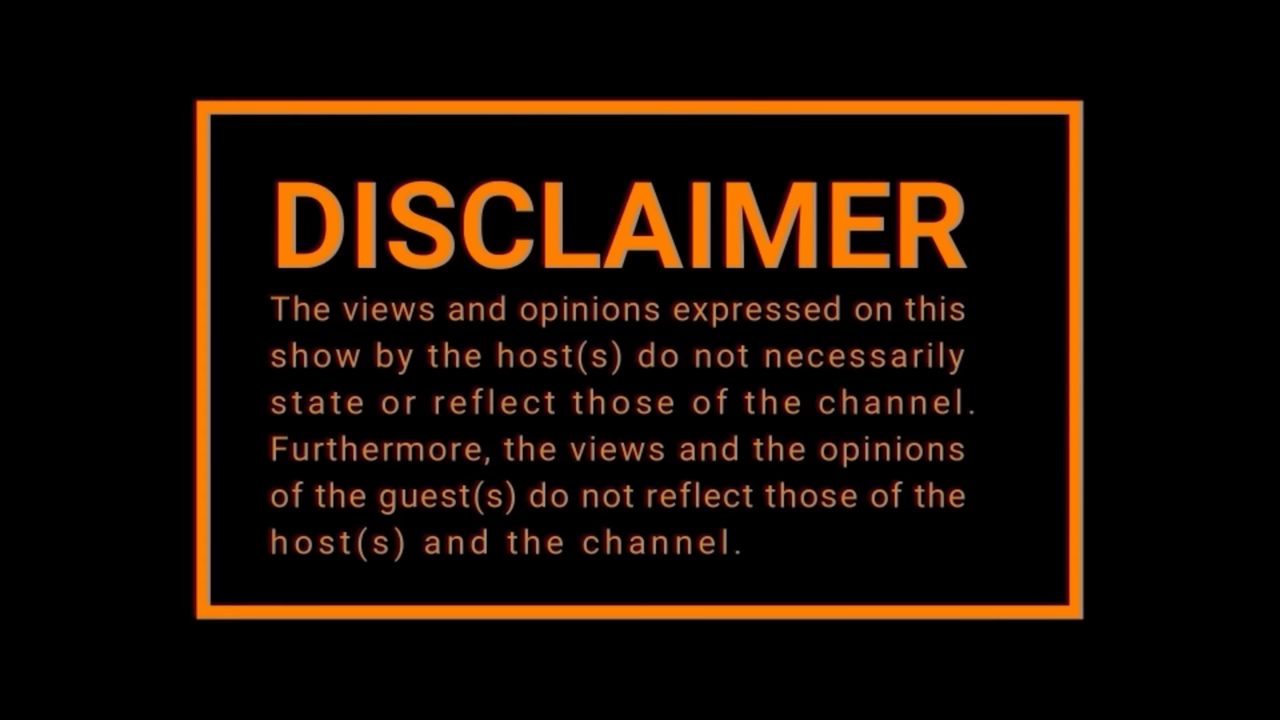 DISCLAIMER
The views and opinions expressed on this
show by the host(s) do not necessarily
state or reflect those of the channel.
Furthermore, the views and the opinions
of the guest(s) do not reflect those of the
host(s) and the channel.